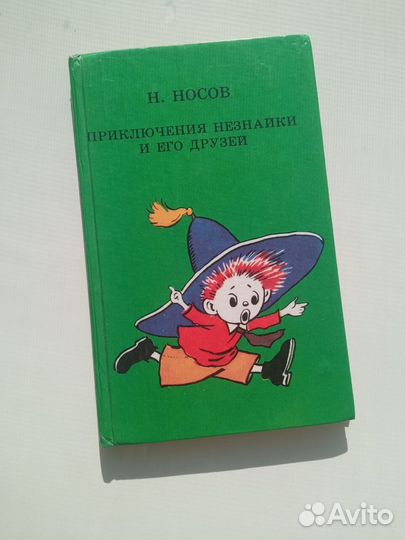 Н. НОСОВ
ПРИКЛЮЧЕНИЯ НЕЗНАЙКИ
И ЕГО ДРУЗЕЙ
Avito